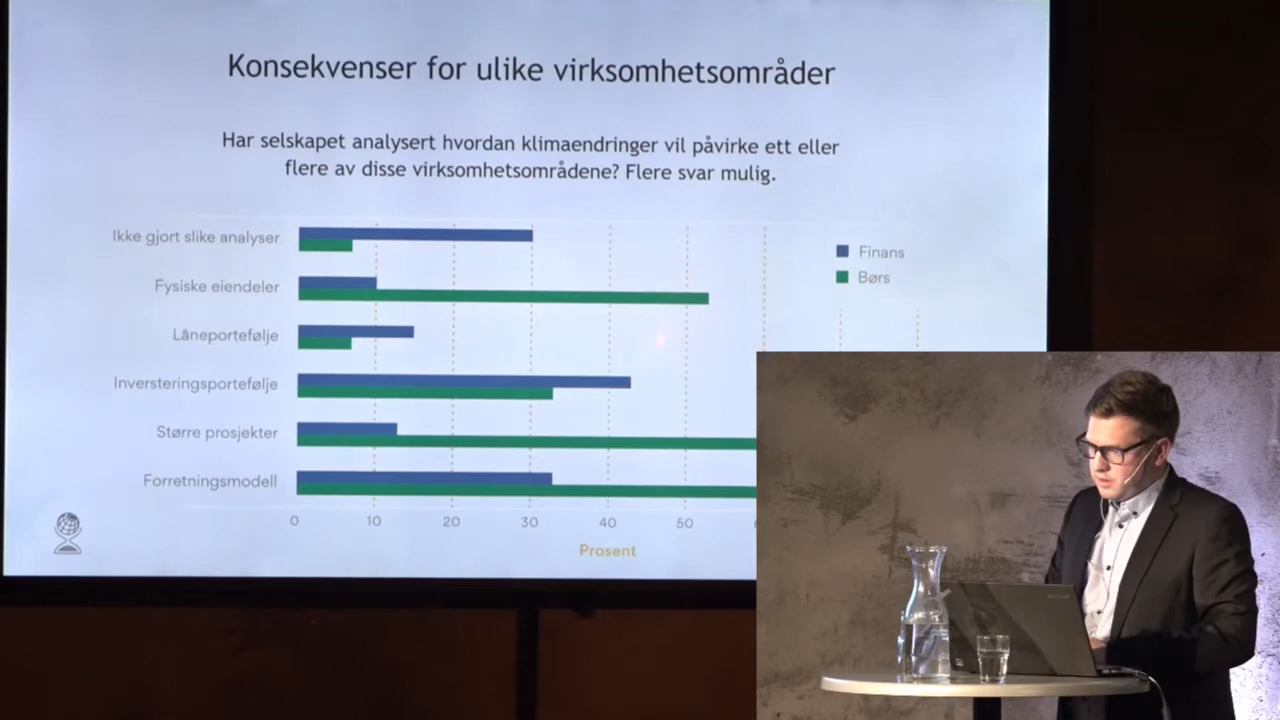 Konsekvenser for ulike virksomhetsområder
Har selskapet analysert hvordan klimaendringer vil påvirke ett eller
flere av disse virksomhetsområdene? Flere svar mulig.
Ikke gjort slike analyser
Fysiske eiendeler
Låneportefølje
Inversteringsportefølje
Større prosjekter
Forretningsmodell
Finans
Børs
0 10 20 30 40 50
Prosent